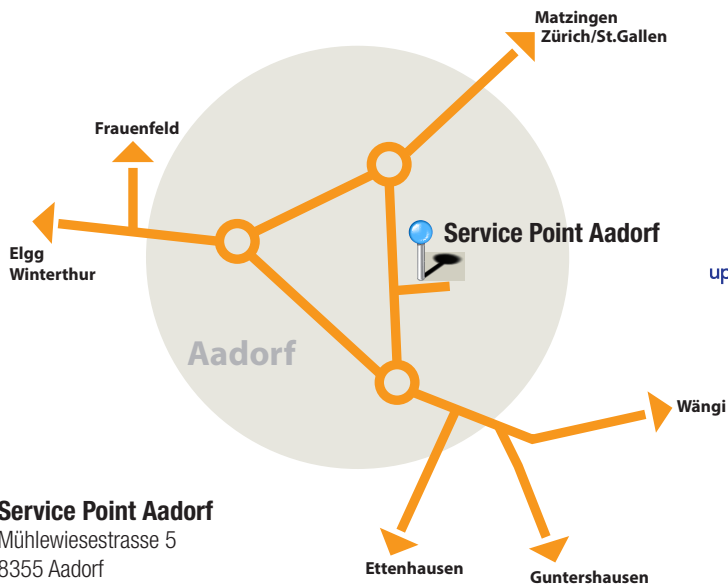 Matzingen
Zürich/St.Gallen
Frauenfeld
Service Point Aadorf
Elgg
Winterthur
up
Aadorf
Wängi
Service Point Aadorf
Mühlewiesestrasse 5
8355 Aadorf
Ettenhausen
Guntershausen